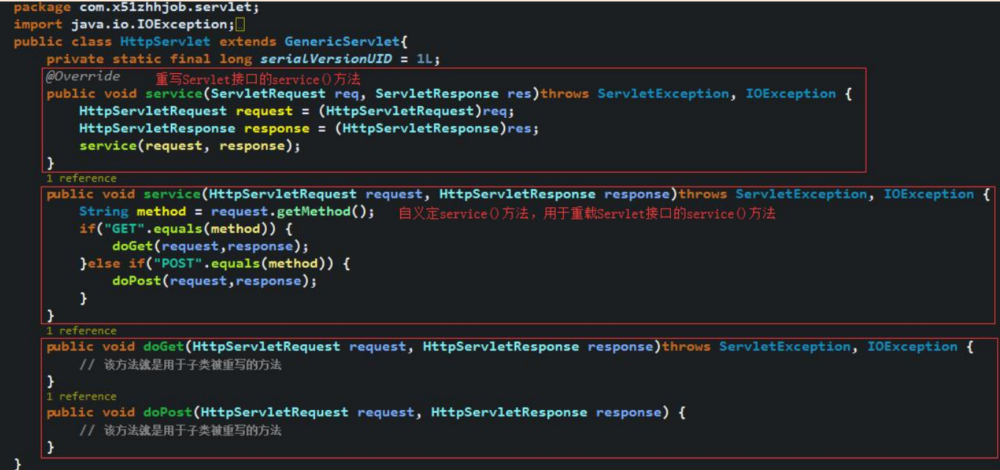 package com.x51zhhjob.servlet;
import java.io.IOException;
public class HttpServlet extends GenericServlet{
private static final long serialVersionUID = 1L;
@Override 重写Servlet接口的service()方法
public void service(ServletRequest req, ServletResponse res)throws ServletException, IOException {
HttpServletRequest request = (HttpServletRequest)req;
HttpServletResponse response = (HttpServletResponse)res;
service(request, response);
}
1 reference
public void service(HttpServletRequest request, HttpServletResponse response)throws ServletException, IOException {
String method = request.getMethod(); 自义定service()方法，用于重载Servlet接口的service()方法
if("GET".equals(method)) {
doGet(request,response);
}else if("POST".equals(method)) {
doPost(request,response);
}
}
1 reference
public void doGet(HttpServletRequest request, HttpServletResponse response)throws ServletException, IOException {
// 该方法就是用于子类被重写的方法
}
1 reference
public void doPost(HttpServletRequest request, HttpServletResponse response) {
// 该方法就是用于子类被重写的方法
}
}